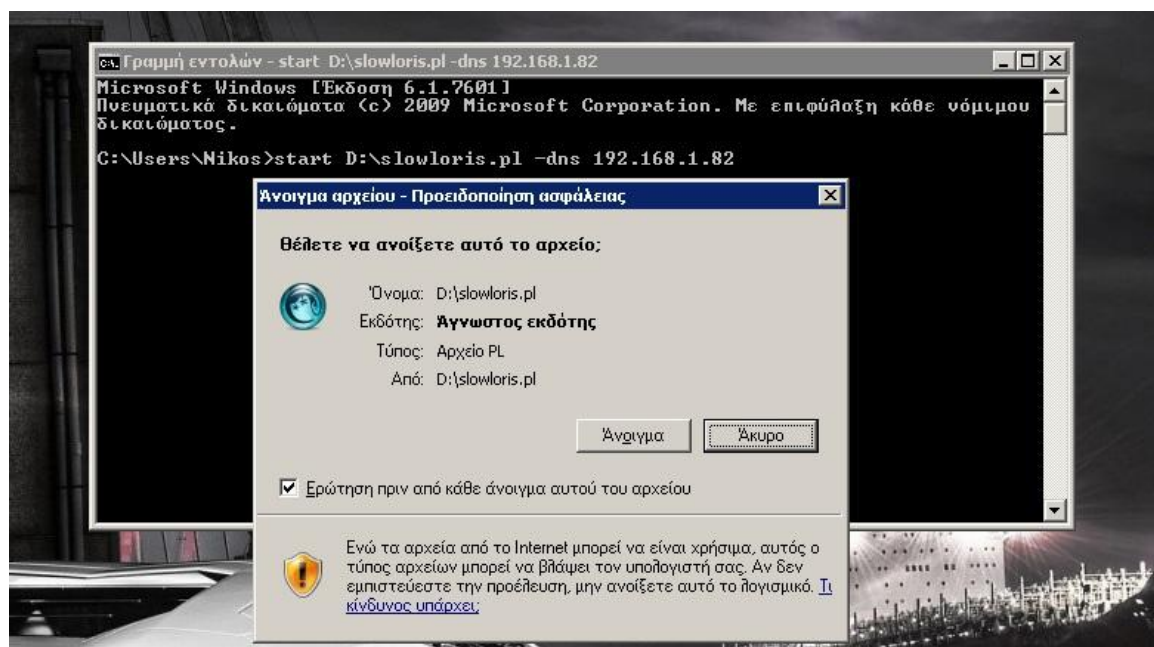 Γραμμή εντολών - start D:\slowloris.pl -dns 192.168.1.82
Microsoft Windows [Έκδοση 6.1.7601]
Πνευματικά δικαιώματα (c) 2009 Microsoft Corporation. Με επιφύλαξη κάθε νόμιμου
δικαιώματος.
C:\Users\Nikos>start D:\slowloris.pl -dns 192.168.1.82
Άνοιγμα αρχείου - Προειδοποίηση ασφάλειας
Θέλετε να ανοίξετε αυτό το αρχείο;
Όνομα: D:\slowloris.pl
Εκδότης: Άγνωστος εκδότης
Τύπος: Αρχείο PL
Από: D:\slowloris.pl
Άνοιγμα Άκυρο
Ερώτηση πριν από κάθε άνοιγμα αυτού του αρχείου
Ενώ τα αρχεία από το Internet μπορεί να είναι χρήσιμα, αυτός ο
τύπος αρχείων μπορεί να βλάψει τον υπολογιστή σας. Αν δεν
εμπιστεύεστε την προέλευση, μην ανοίξετε αυτό το λογισμικό. Τι
κίνδυνος υπάρχει;